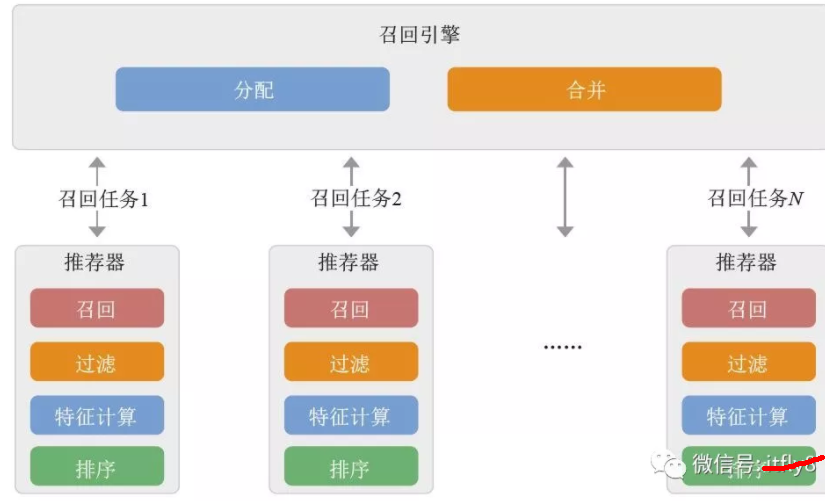 召回引擎
分配 合并
召回任务1 召回任务2 召回任务N
推荐器 推荐器 推荐器
召回 召回 召回
过滤 过滤 过滤
……
特征计算 特征计算 特征计算
排序 排序 排序
微信号: itfly8